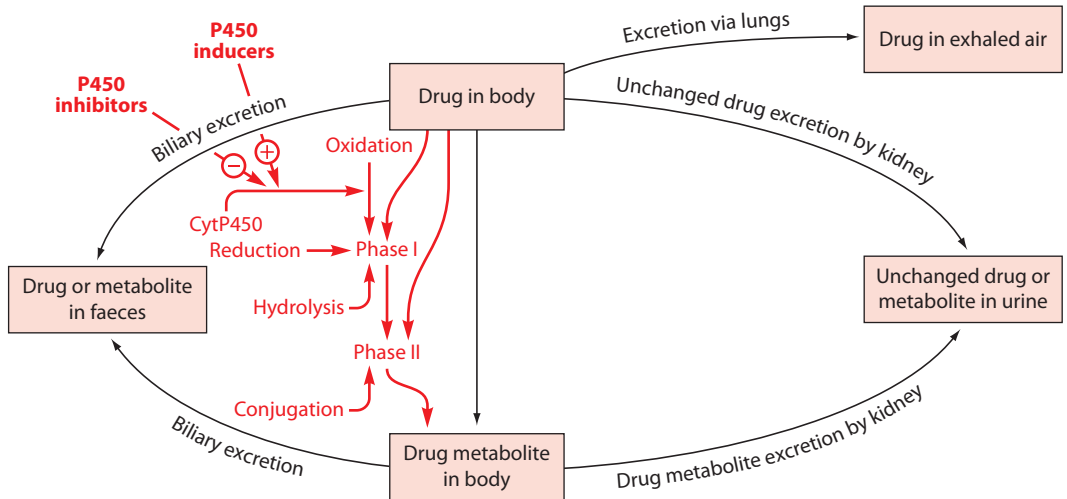 P450
inducers
P450
inhibitors
Biliary excretion
Drug in body
Excretion via lungs
Drug in exhaled air
Unchanged drug excretion by kidney
Oxidation
−
+
CytP450
Reduction
Phase I
Hydrolysis
Drug or metabolite
in faeces
Unchanged drug or
metabolite in urine
Phase II
Conjugation
Biliary excretion
Drug metabolite
in body
Drug metabolite excretion by kidney